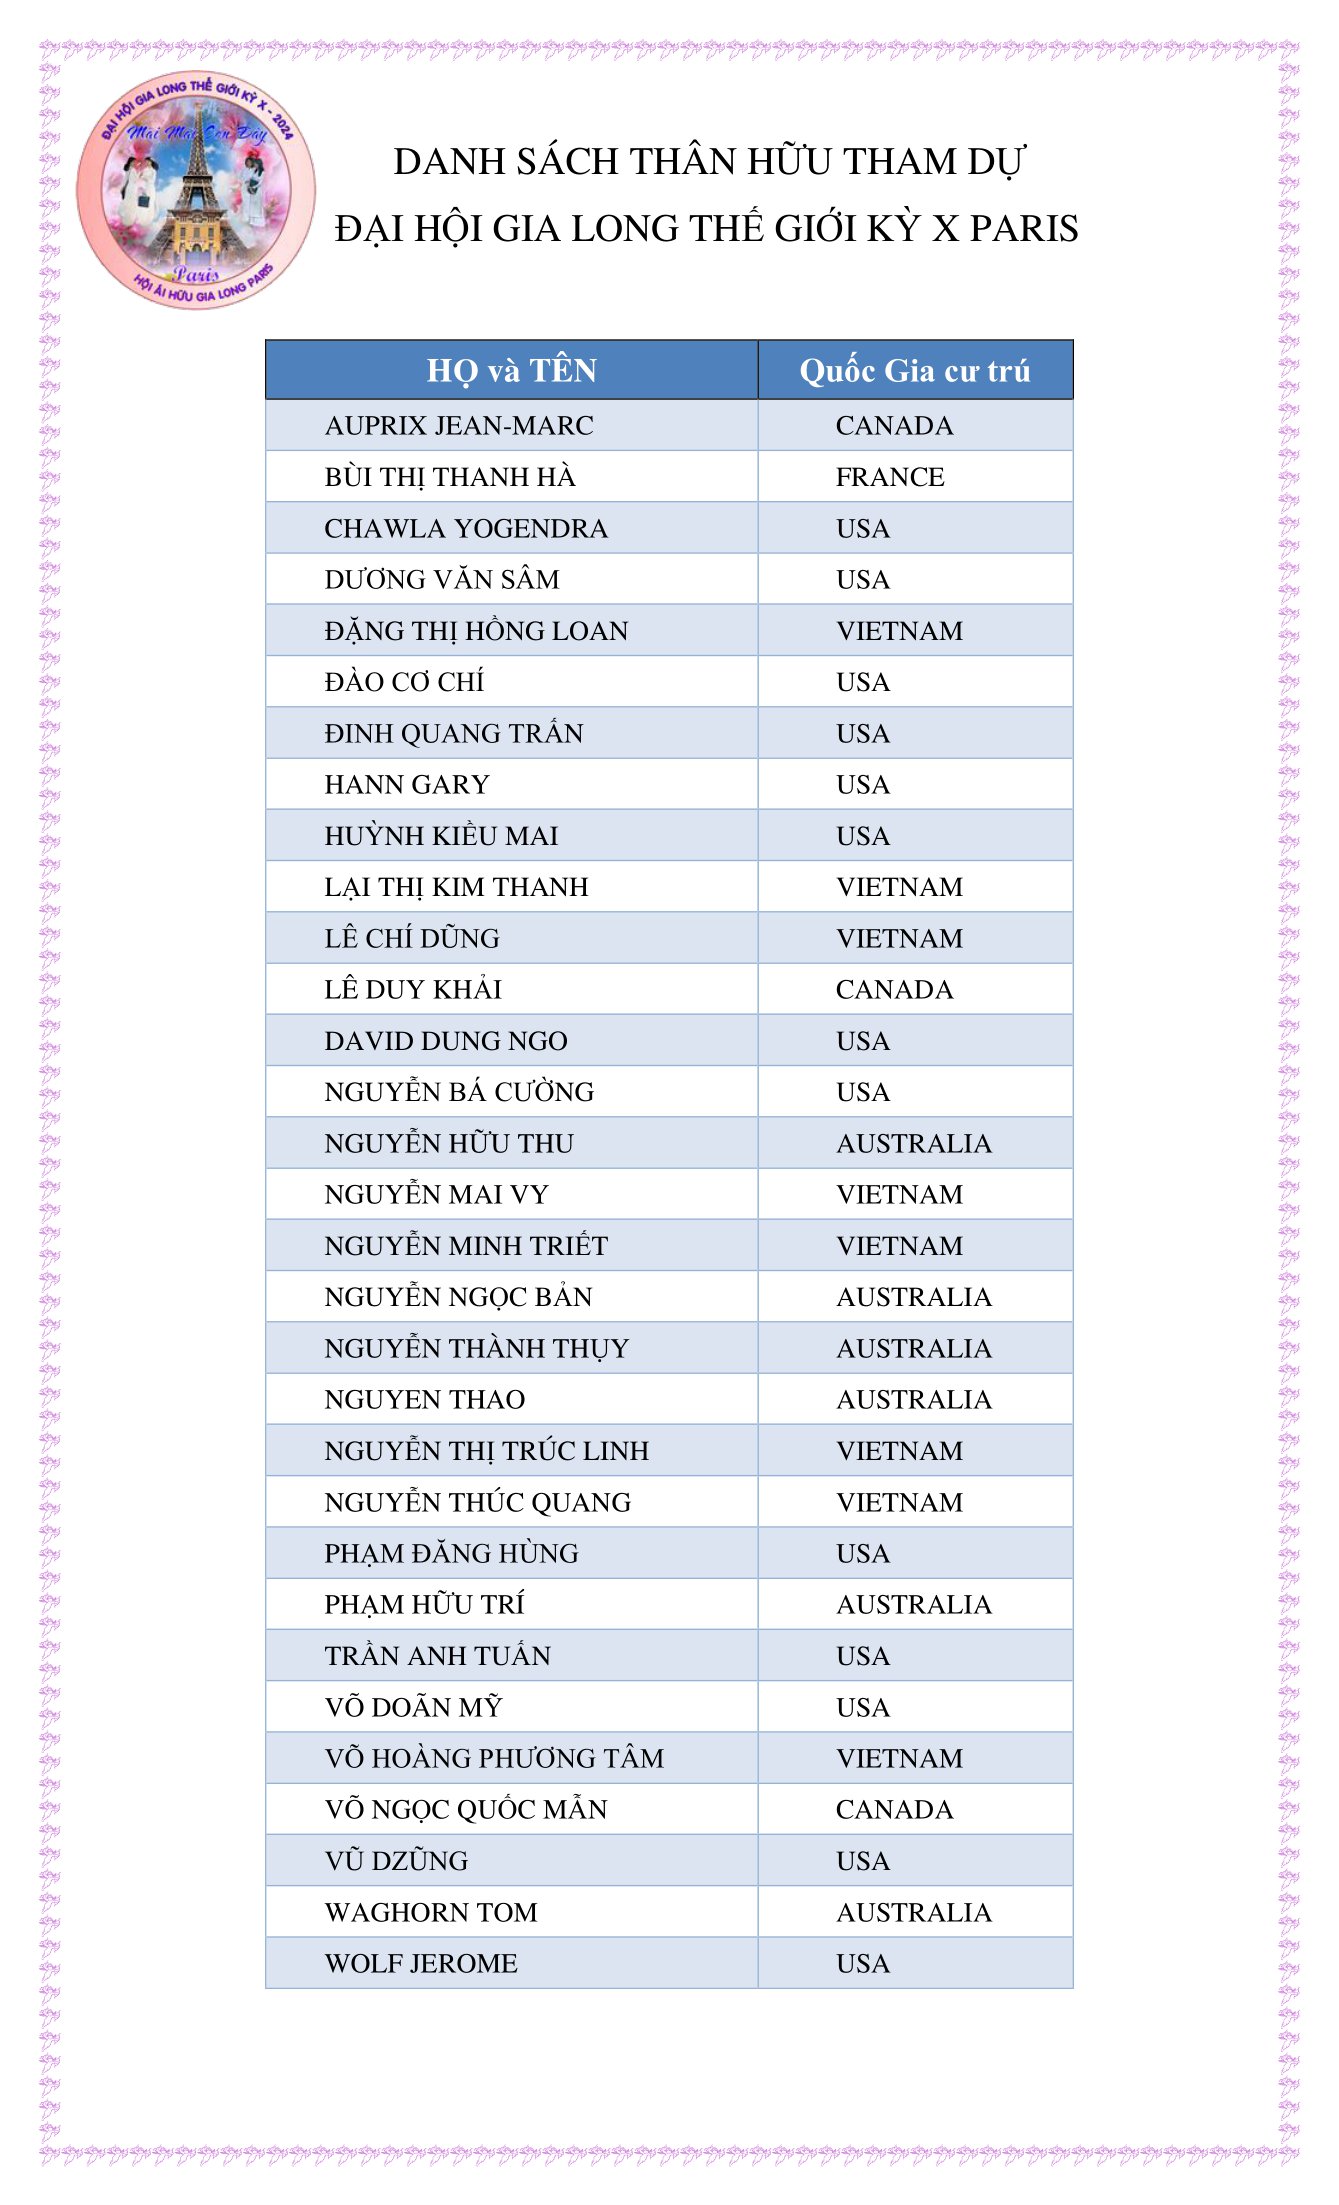 ĐẠI HỘI GIA LONG THẾ GIỚI KỲ X - 2024
Mãi Mãi Còn Đây
Paris
HỘI ÁI HỮU GIA LONG PARIS
DANH SÁCH THÂN HỮU THAM DỰ
ĐẠI HỘI GIA LONG THẾ GIỚI KỲ X PARIS
HỌ và TÊN Quốc Gia cư trú
AUPRIX JEAN-MARC CANADA
BÙI THỊ THANH HÀ FRANCE
CHAWLA YOGENDRA USA
DƯƠNG VĂN SÂM USA
ĐẶNG THỊ HỒNG LOAN VIETNAM
ĐÀO CƠ CHÍ USA
ĐINH QUANG TRẤN USA
HANN GARY USA
HUỲNH KIỀU MAI USA
LẠI THỊ KIM THANH VIETNAM
LÊ CHÍ DŨNG VIETNAM
LÊ DUY KHẢI CANADA
DAVID DUNG NGO USA
NGUYỄN BÁ CƯỜNG USA
NGUYỄN HỮU THU AUSTRALIA
NGUYỄN MAI VY VIETNAM
NGUYỄN MINH TRIẾT VIETNAM
NGUYỄN NGỌC BẢN AUSTRALIA
NGUYỄN THÀNH THỤY AUSTRALIA
NGUYEN THAO AUSTRALIA
NGUYỄN THỊ TRÚC LINH VIETNAM
NGUYỄN THÚC QUANG VIETNAM
PHẠM ĐĂNG HÙNG USA
PHẠM HỮU TRÍ AUSTRALIA
TRẦN ANH TUẤN USA
VÕ DOÃN MỸ USA
VÕ HOÀNG PHƯƠNG TÂM VIETNAM
VÕ NGỌC QUỐC MẪN CANADA
VŨ DZŨNG USA
WAGHORN TOM AUSTRALIA
WOLF JEROME USA